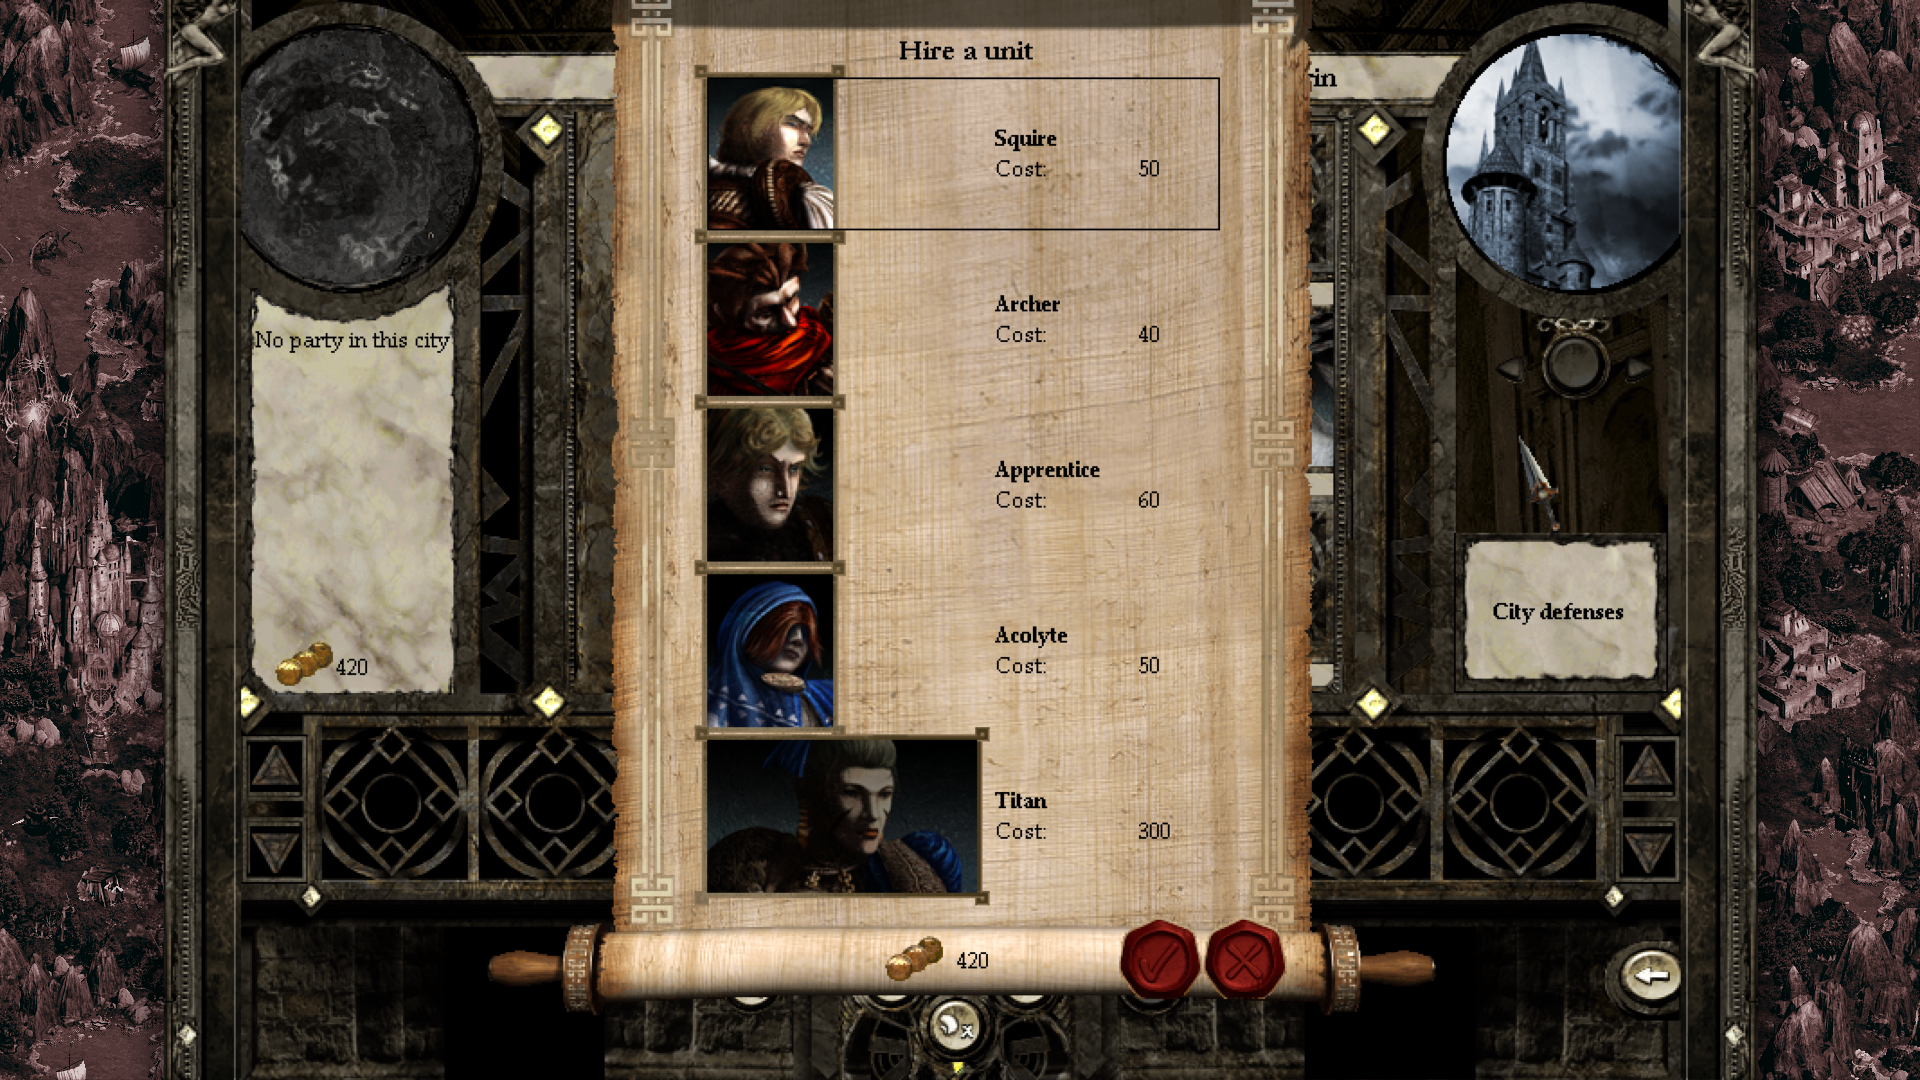 Hire a unit
rin
Squire
Cost: 50
Archer
Cost: 40
No party in this city
Apprentice
Cost: 60
City defenses
Acolyte
Cost: 50
420
Titan
Cost: 300
420